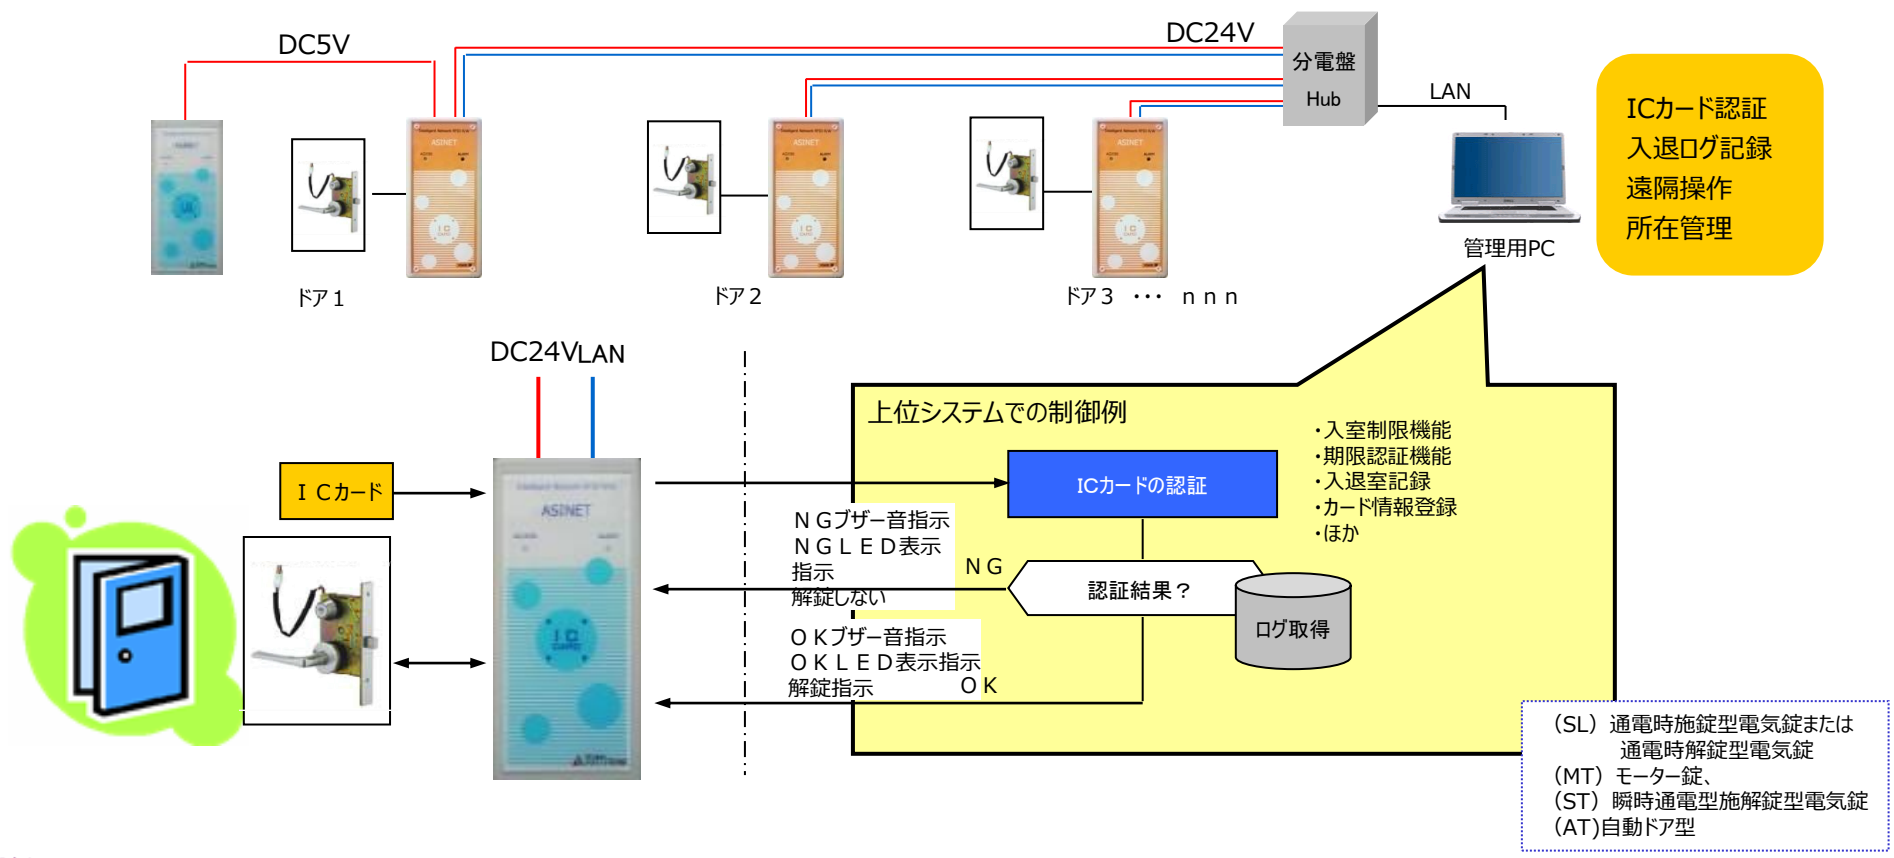 DC5V
DC24V
分電盤
Hub
LAN
ICカード認証
入退ログ記録
遠隔操作
所在管理
ASINET
ASINET
ASINET
IC
IC
IC
管理用PC
ドア1
ドア2
ドア3 ・・・ ｎｎｎ
DC24V
LAN
上位システムでの制御例
・入室制限機能
・期限認証機能
・入退室記録
・カード情報登録
・ほか
ＩＣカード
ICカードの認証
ASINET
IC
CARD
ＮＧブザー音指示
ＮＧＬＥＤ表示
指示
解錠しない
ＮＧ
認証結果？
ログ取得
ＯＫブザー音指示
ＯＫＬＥＤ表示指示
解錠指示
ＯＫ
（SL）通電時施錠型電気錠または
通電時解錠型電気錠
（MT）モーター錠、
（ST）瞬時通電型施解錠型電気錠
（AT)自動ドア型